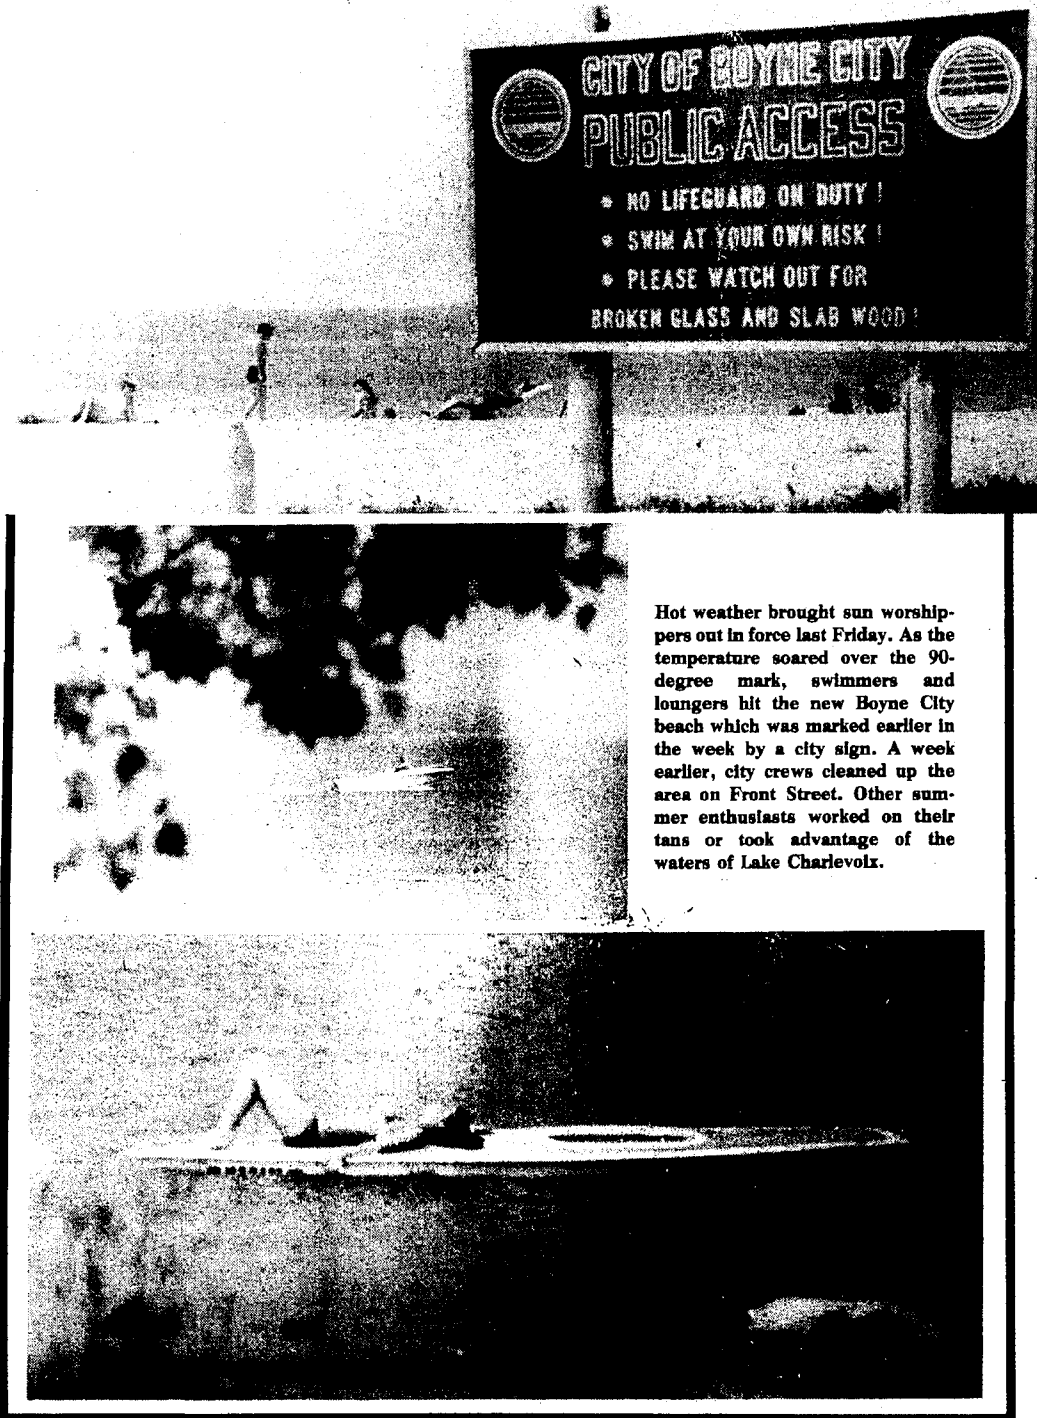 CITY OF BOYNE CITY
PUBLIC ACCESS
* NO LIFEGUARD ON DUTY!
* SWIM AT YOUR OWN RISK!
* PLEASE WATCH OUT FOR
BROKEN GLASS AND SLAB WOOD!
Hot weather brought sun worship-
pers out in force last Friday. As the
temperature soared over the 90-
degree mark, swimmers and
loungers hit the new Boyne City
beach which was marked earlier in
the week by a city sign. A week
earlier, city crews cleaned up the
area on Front Street. Other sum-
mer enthusiasts worked on their
tans or took advantage of the
waters of Lake Charlevoix.